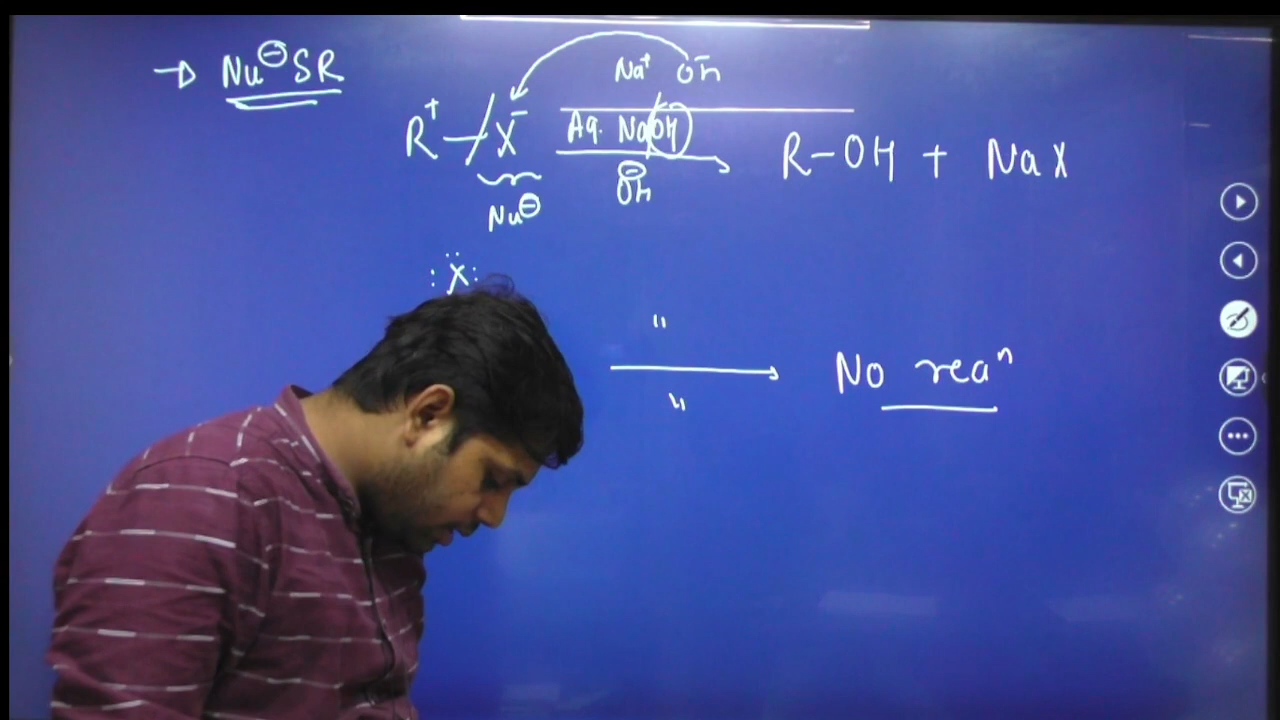 → Nu⊖SR
Na⁺ OH⁻
R⁺—X⁻ Aq. NaOH → R–OH + NaX
⊖OH
Nu⊖
:Ẍ:
"
→ No reaⁿ
"